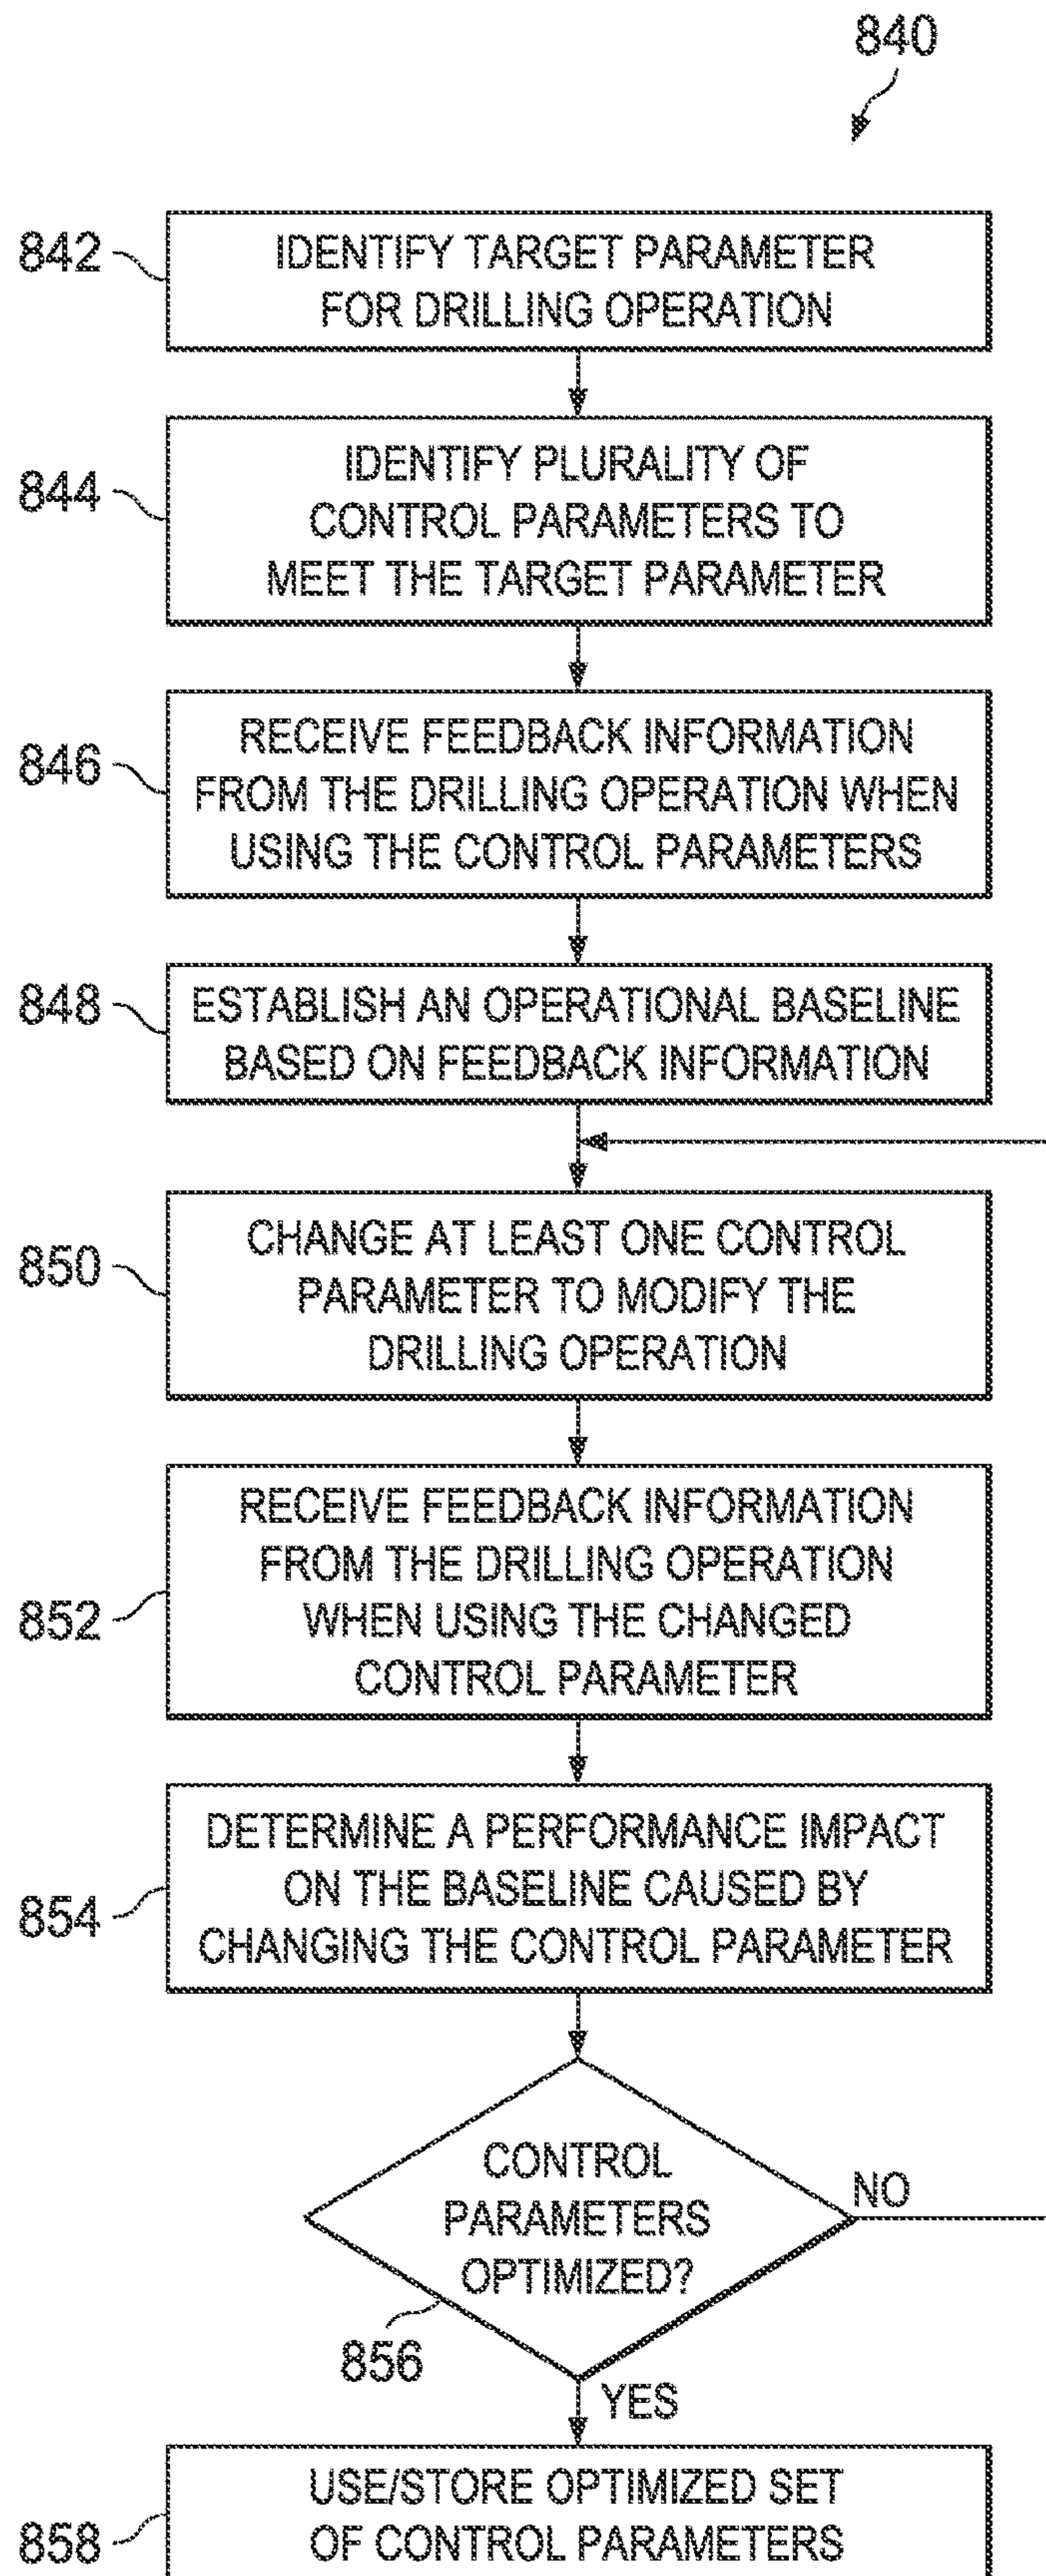 840
842
IDENTIFY TARGET PARAMETER
FOR DRILLING OPERATION
844
IDENTIFY PLURALITY OF
CONTROL PARAMETERS TO
MEET THE TARGET PARAMETER
846
RECEIVE FEEDBACK INFORMATION
FROM THE DRILLING OPERATION WHEN
USING THE CONTROL PARAMETERS
848
ESTABLISH AN OPERATIONAL BASELINE
BASED ON FEEDBACK INFORMATION
850
CHANGE AT LEAST ONE CONTROL
PARAMETER TO MODIFY THE
DRILLING OPERATION
852
RECEIVE FEEDBACK INFORMATION
FROM THE DRILLING OPERATION
WHEN USING THE CHANGED
CONTROL PARAMETER
854
DETERMINE A PERFORMANCE IMPACT
ON THE BASELINE CAUSED BY
CHANGING THE CONTROL PARAMETER
CONTROL
PARAMETERS
OPTIMIZED?
NO
856
YES
858
USE/STORE OPTIMIZED SET
OF CONTROL PARAMETERS